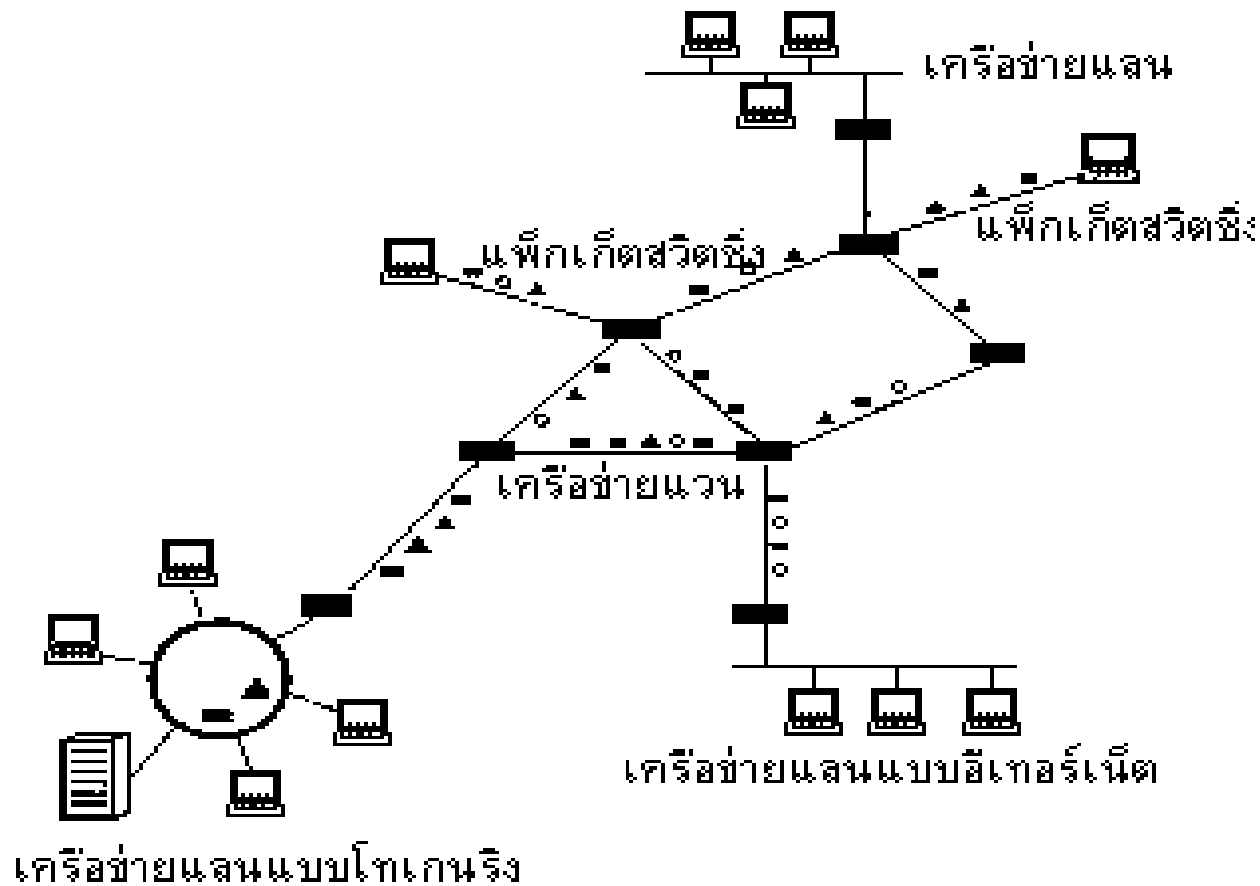 เครือข่ายแลน
แพ็กเก็ตสวิตชิ่ง
แพ็กเก็ตสวิตชิ่ง
เครือข่ายแวน
เครือข่ายแลนแบบอีเทอร์เน็ต
เครือข่ายแลนแบบโทเกนริง